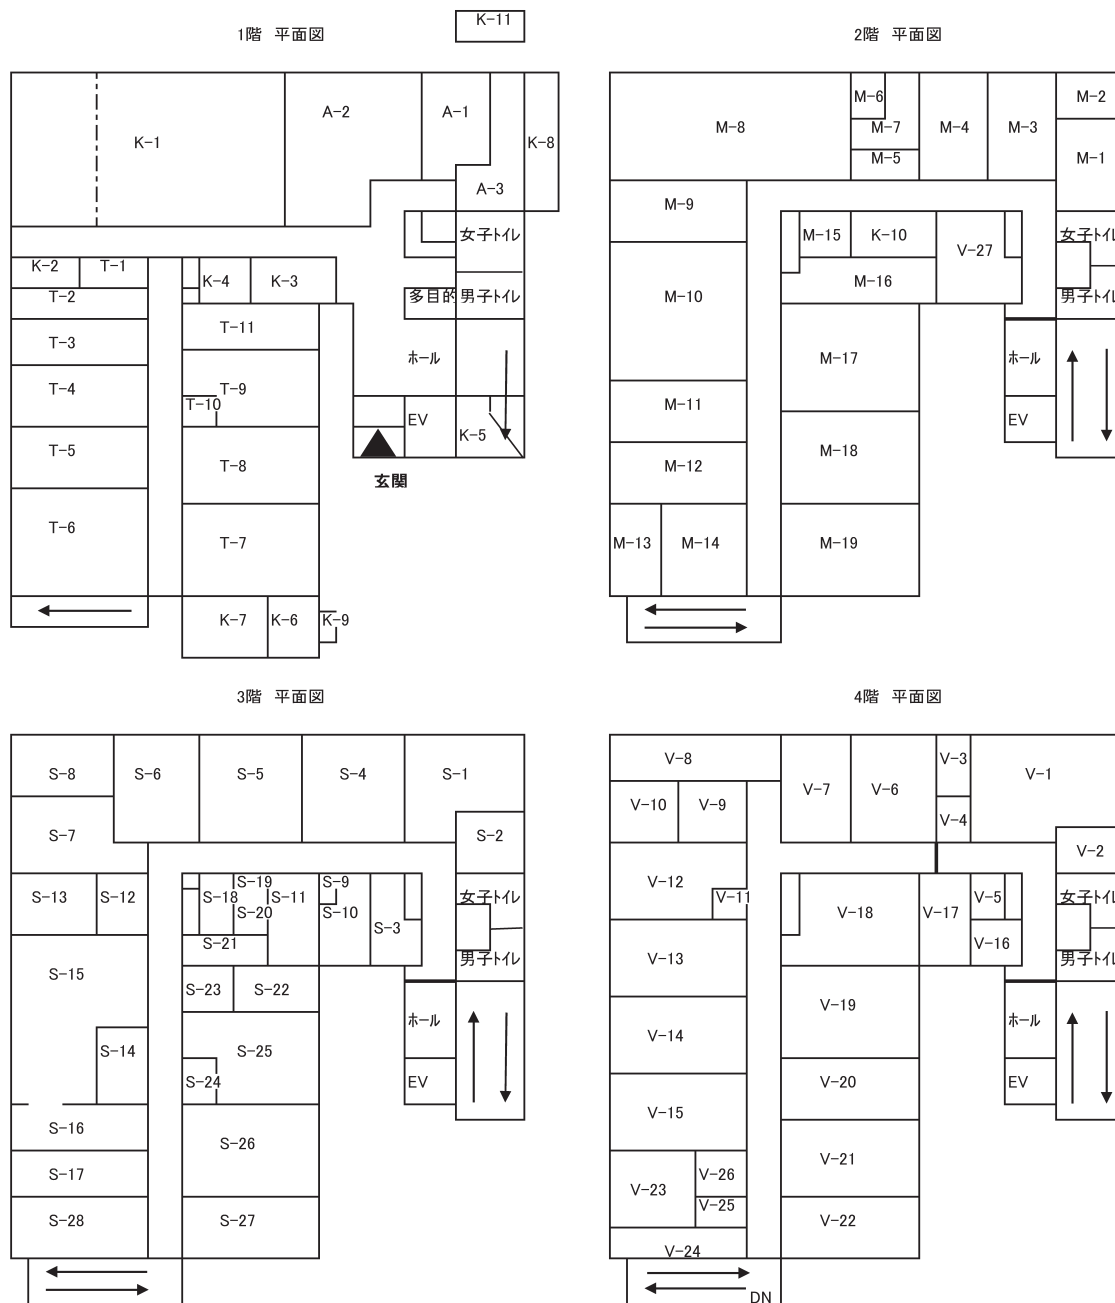 1階 平面図
K-11
K-1
A-2
A-1
K-8
A-3
女子トイレ
K-2
T-1
K-4
K-3
T-2
多目的
男子トイレ
T-11
T-3
ホール
T-4
T-9
T-10
EV
K-5
T-5
T-8
玄関
T-6
T-7
K-7
K-6
K-9
2階 平面図
M-8
M-6
M-7
M-5
M-4
M-3
M-2
M-1
M-9
M-15
K-10
V-27
女子トイレ
M-16
M-10
男子トイレ
M-17
ホール
M-11
EV
M-12
M-18
M-13
M-14
M-19
3階 平面図
S-8
S-6
S-5
S-4
S-1
S-7
S-2
S-13
S-12
S-18
S-19
S-20
S-11
S-9
S-10
S-3
女子トイレ
S-21
男子トイレ
S-15
S-23
S-22
ホール
S-14
S-25
S-24
EV
S-16
S-26
S-17
S-28
S-27
4階 平面図
V-8
V-7
V-6
V-3
V-1
V-10
V-9
V-4
V-2
V-12
V-11
V-18
V-17
V-5
女子トイレ
V-16
V-13
男子トイレ
V-19
ホール
V-14
V-20
EV
V-15
V-21
V-23
V-26
V-25
V-22
V-24
DN